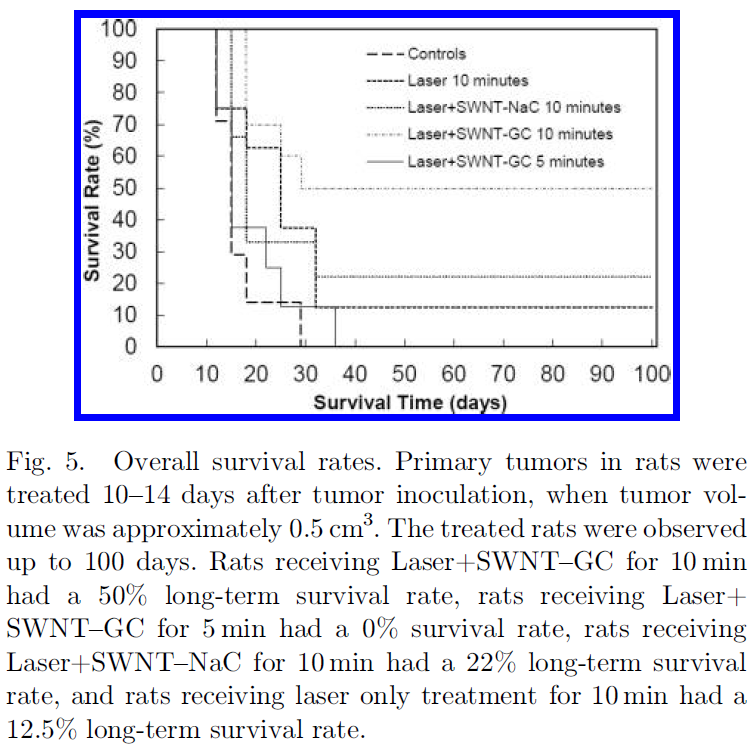 100
90
80
70
60
50
40
30
20
10
0
Survival Rate (%)
Controls
Laser 10 minutes
Laser+SWNT-NaC 10 minutes
Laser+SWNT-GC 10 minutes
Laser+SWNT-GC 5 minutes
0 10 20 30 40 50 60 70 80 90 100
Survival Time (days)
Fig. 5. Overall survival rates. Primary tumors in rats were
treated 10–14 days after tumor inoculation, when tumor vol-
ume was approximately 0.5 cm³. The treated rats were observed
up to 100 days. Rats receiving Laser+SWNT–GC for 10 min
had a 50% long-term survival rate, rats receiving Laser+
SWNT–GC for 5 min had a 0% survival rate, rats receiving
Laser+SWNT–NaC for 10 min had a 22% long-term survival
rate, and rats receiving laser only treatment for 10 min had a
12.5% long-term survival rate.